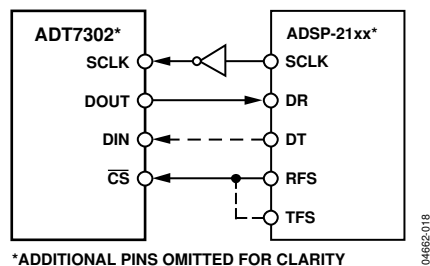 ADT7302*
ADSP-21xx*
SCLK
SCLK
DOUT
DR
DIN
DT
CS
RFS
TFS
*ADDITIONAL PINS OMITTED FOR CLARITY
04662-018